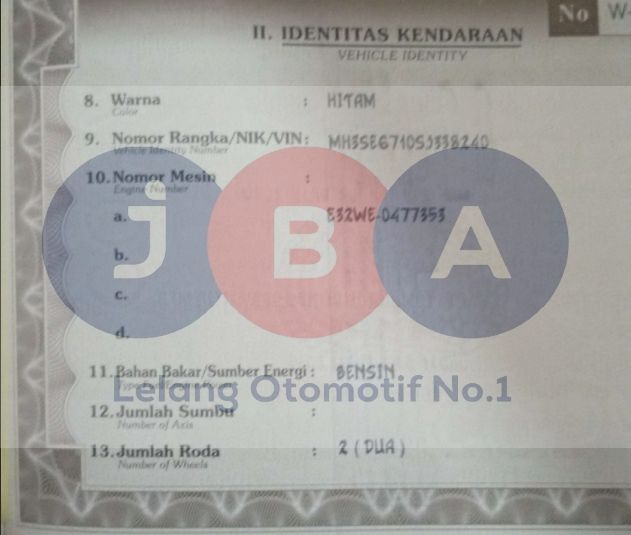 No W-
II. IDENTITAS KENDARAAN
VEHICLE IDENTITY
8. Warna : HITAM
Color
9. Nomor Rangka/NIK/VIN : MH3SE6710SJ338240
Vehicle Identity Number
10. Nomor Mesin :
Engine Number
a. E32WE-0477353
b.
c.
d.
JBA
11. Bahan Bakar/Sumber Energi : BENSIN
Lelang Otomotif No.1
12. Jumlah Sumbu :
Number of Axis
13. Jumlah Roda : 2 (DUA)
Number of Wheels